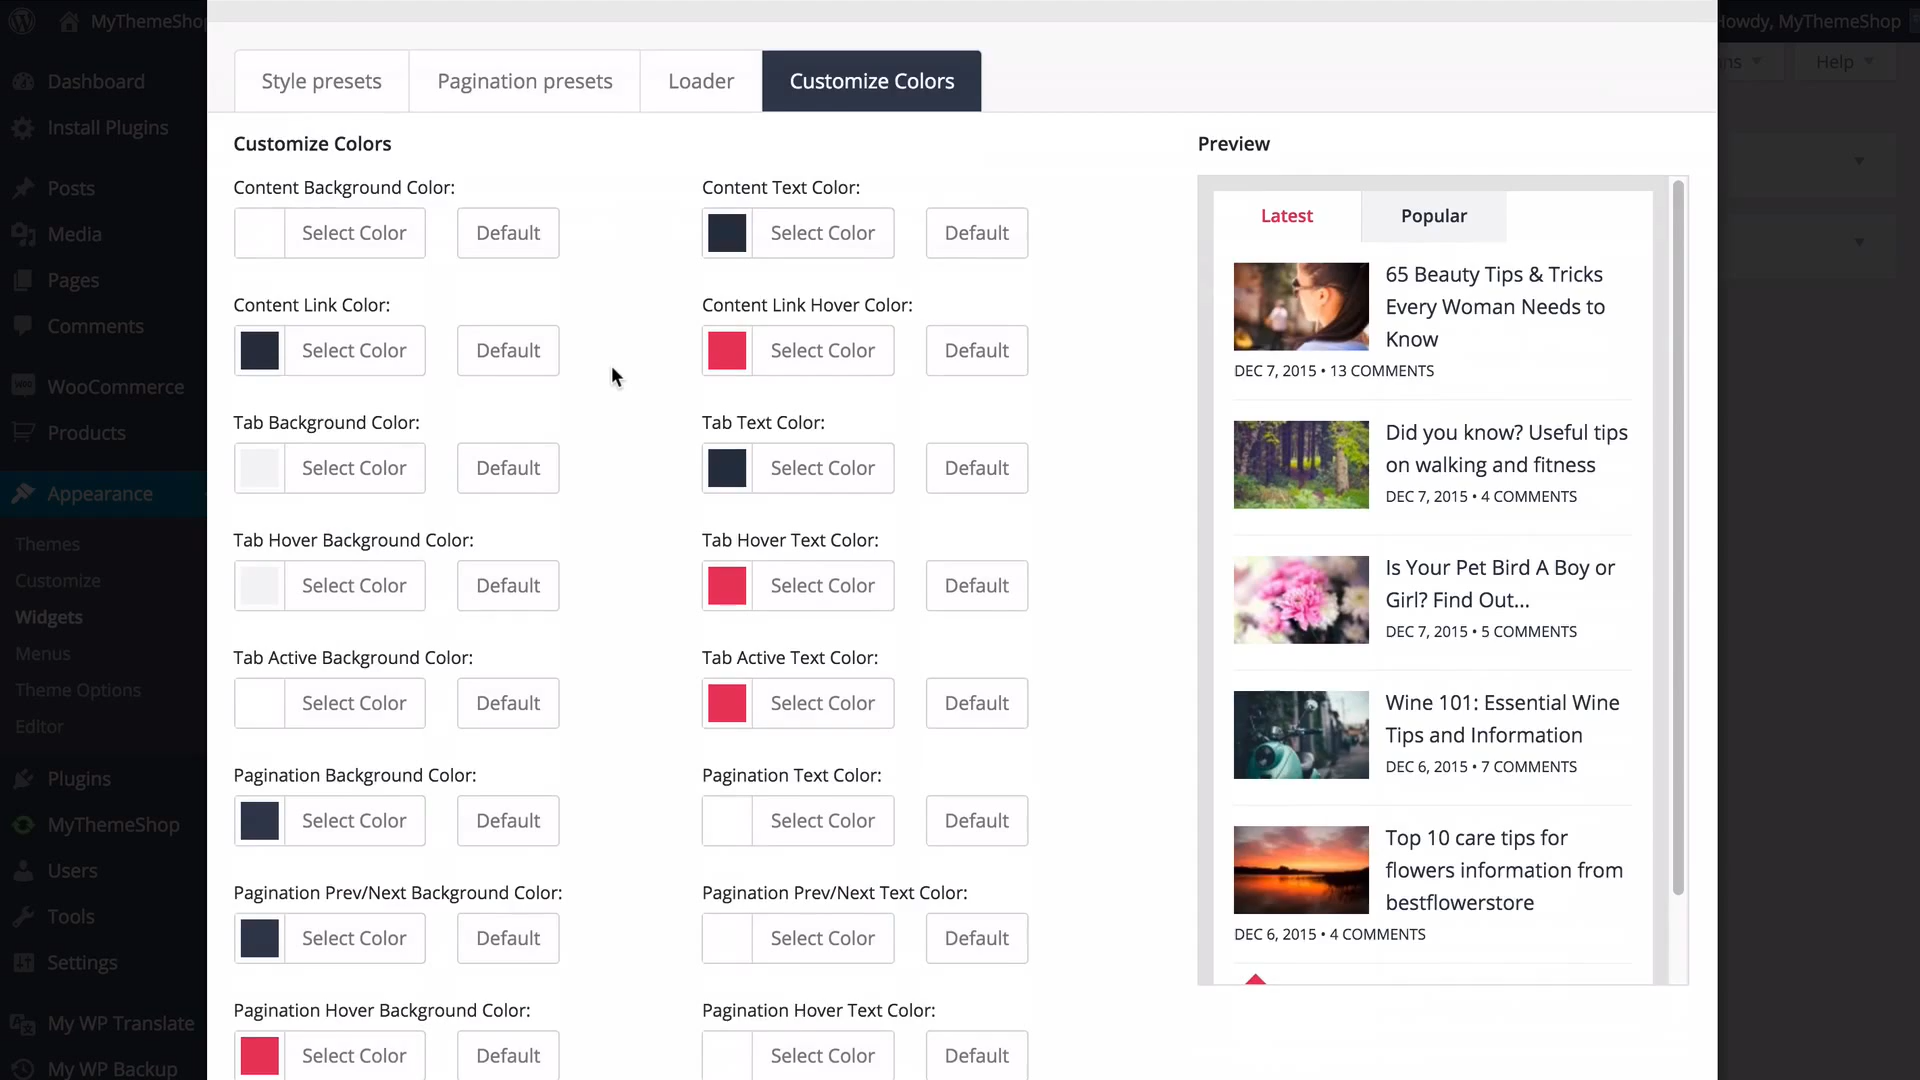 MyThemeShop
Howdy, MyThemeShop
Help
Dashboard
Install Plugins
Posts
Media
Pages
Comments
WooCommerce
Products
Appearance
Themes
Customize
Widgets
Menus
Theme Options
Editor
Plugins
MyThemeShop
Users
Tools
Settings
My WP Translate
My WP Backup
Style presets
Pagination presets
Loader
Customize Colors
Customize Colors
Content Background Color:
Select Color
Default
Content Text Color:
Select Color
Default
Content Link Color:
Select Color
Default
Content Link Hover Color:
Select Color
Default
Tab Background Color:
Select Color
Default
Tab Text Color:
Select Color
Default
Tab Hover Background Color:
Select Color
Default
Tab Hover Text Color:
Select Color
Default
Tab Active Background Color:
Select Color
Default
Tab Active Text Color:
Select Color
Default
Pagination Background Color:
Select Color
Default
Pagination Text Color:
Select Color
Default
Pagination Prev/Next Background Color:
Select Color
Default
Pagination Prev/Next Text Color:
Select Color
Default
Pagination Hover Background Color:
Select Color
Default
Pagination Hover Text Color:
Select Color
Default
Preview
Latest
Popular
65 Beauty Tips & Tricks
Every Woman Needs to
Know
DEC 7, 2015 • 13 COMMENTS
Did you know? Useful tips
on walking and fitness
DEC 7, 2015 • 4 COMMENTS
Is Your Pet Bird A Boy or
Girl? Find Out...
DEC 7, 2015 • 5 COMMENTS
Wine 101: Essential Wine
Tips and Information
DEC 6, 2015 • 7 COMMENTS
Top 10 care tips for
flowers information from
bestflowerstore
DEC 6, 2015 • 4 COMMENTS